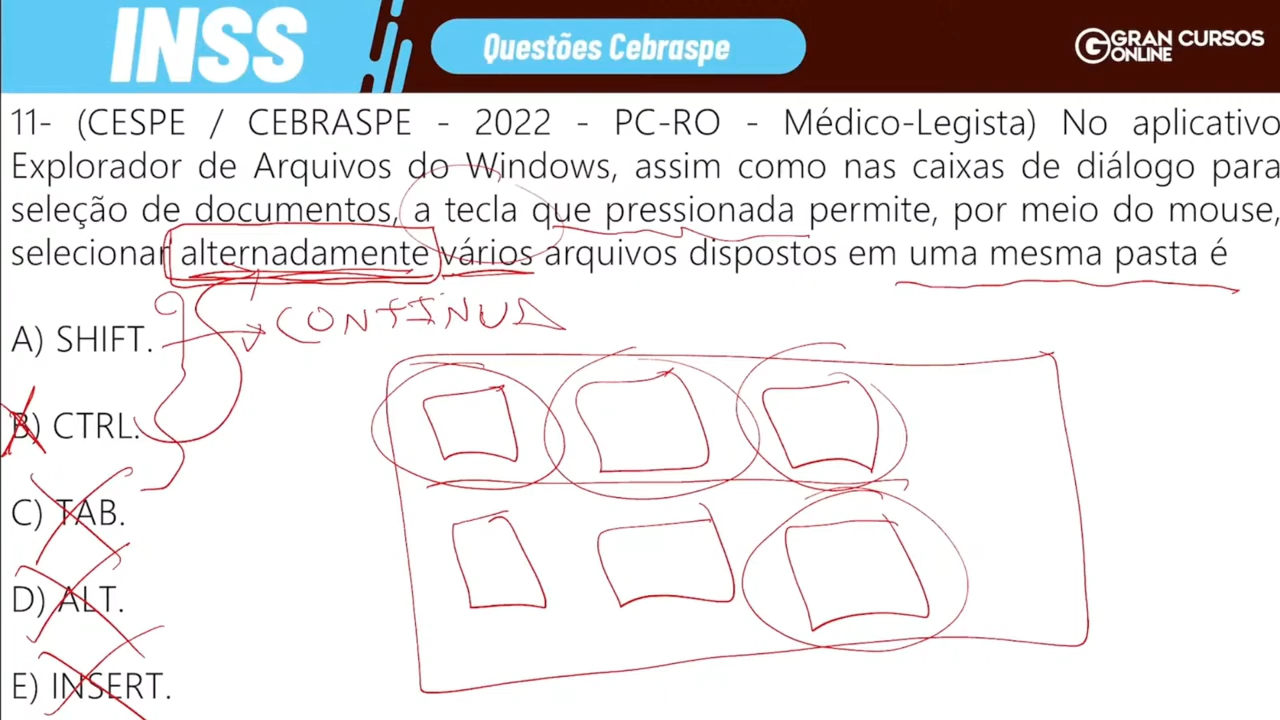 INSS
Questões Cebraspe
GRAN CURSOS
ONLINE
11- (CESPE / CEBRASPE - 2022 - PC-RO - Médico-Legista) No aplicativo
Explorador de Arquivos do Windows, assim como nas caixas de diálogo para
seleção de documentos, a tecla que pressionada permite, por meio do mouse,
selecionar alternadamente vários arquivos dispostos em uma mesma pasta é
CONTINUA
A) SHIFT.
B) CTRL.
C) TAB.
D) ALT.
E) INSERT.